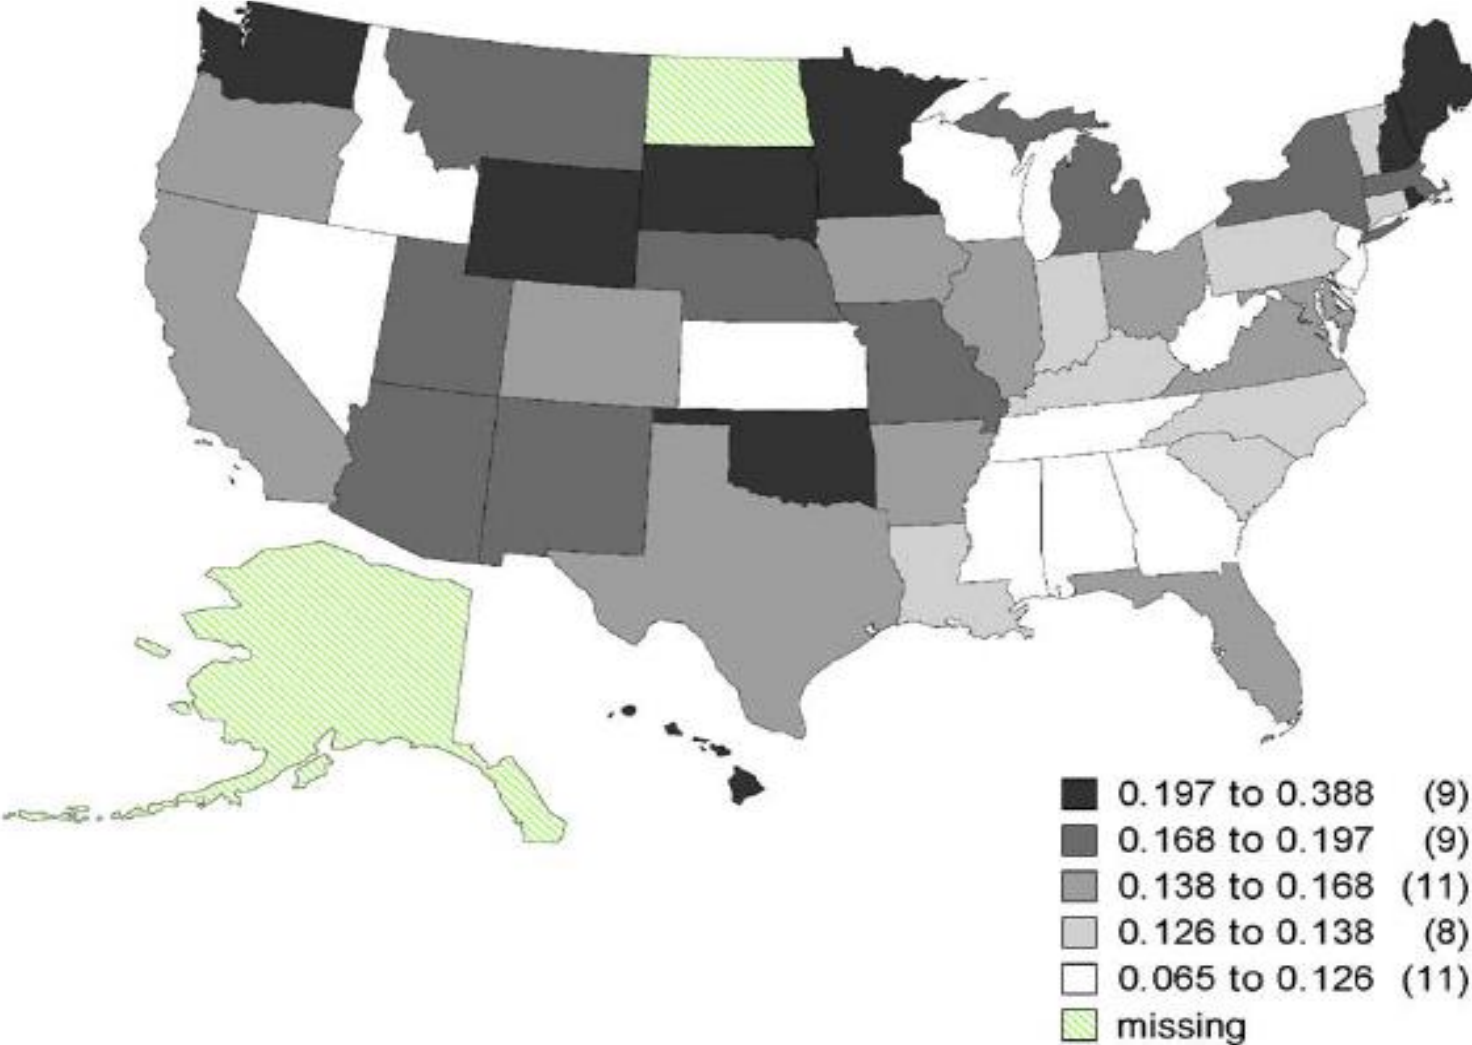 0.197 to 0.388 (9)
0.168 to 0.197 (9)
0.138 to 0.168 (11)
0.126 to 0.138 (8)
0.065 to 0.126 (11)
missing